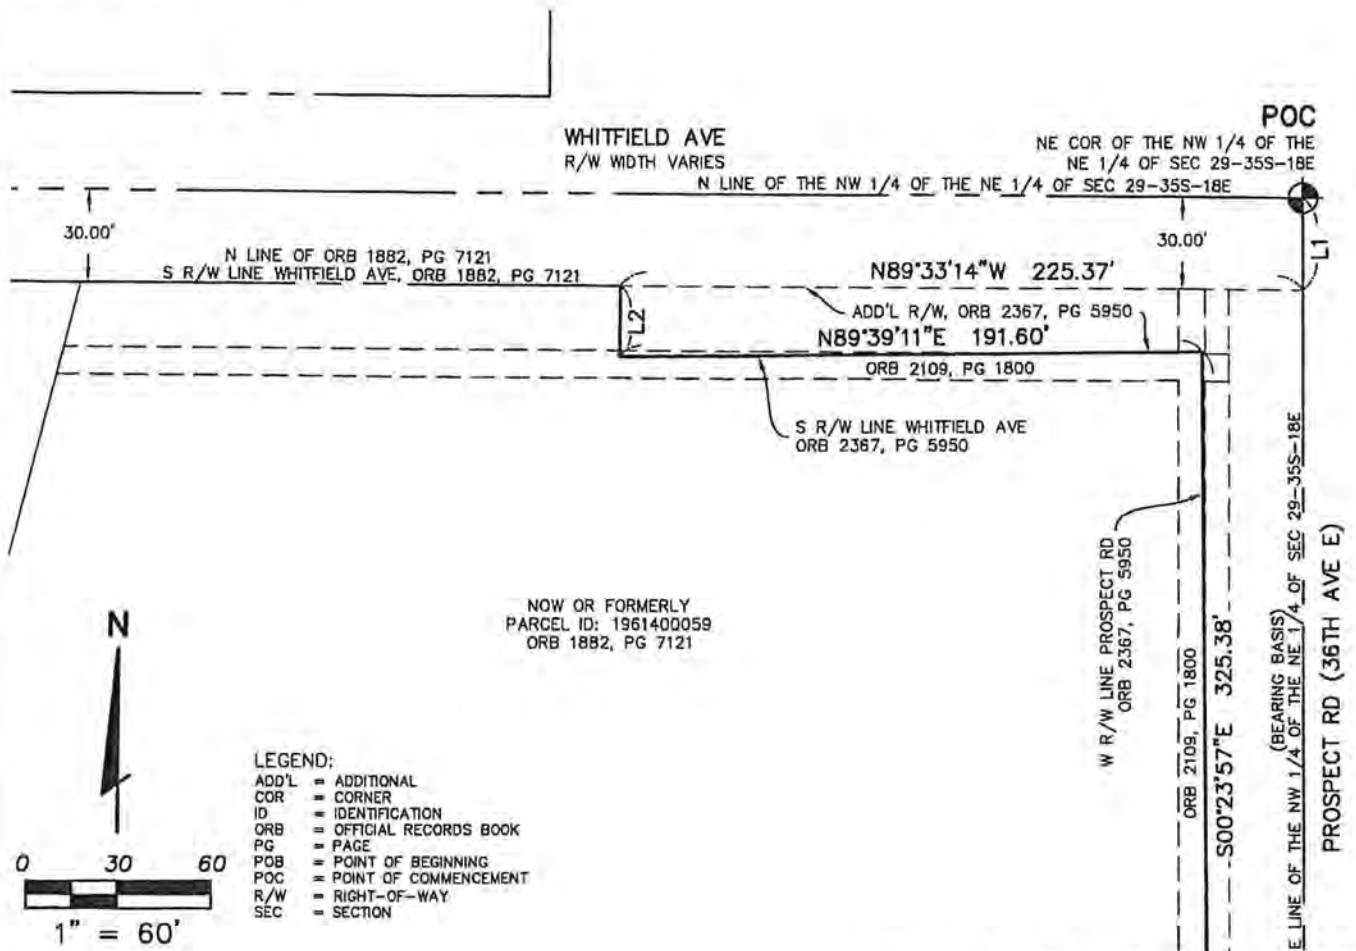 POC
WHITFIELD AVE
R/W WIDTH VARIES
NE COR OF THE NW 1/4 OF THE
NE 1/4 OF SEC 29-35S-18E
N LINE OF THE NW 1/4 OF THE NE 1/4 OF SEC 29-35S-18E
30.00'
30.00'
L1
N LINE OF ORB 1882, PG 7121
S R/W LINE WHITFIELD AVE, ORB 1882, PG 7121
N89°33'14"W 225.37'
ADD'L R/W, ORB 2367, PG 5950
L2
N89°39'11"E 191.60'
ORB 2109, PG 1800
S R/W LINE WHITFIELD AVE
ORB 2367, PG 5950
W R/W LINE PROSPECT RD
ORB 2367, PG 5950
ORB 2109, PG 1800
S00°23'57"E 325.38'
(BEARING BASIS)
E LINE OF THE NW 1/4 OF THE NE 1/4 OF SEC 29-35S-18E
PROSPECT RD (36TH AVE E)
NOW OR FORMERLY
PARCEL ID: 1961400059
ORB 1882, PG 7121
N
LEGEND:
ADD'L = ADDITIONAL
COR = CORNER
ID = IDENTIFICATION
ORB = OFFICIAL RECORDS BOOK
PG = PAGE
POB = POINT OF BEGINNING
POC = POINT OF COMMENCEMENT
R/W = RIGHT-OF-WAY
SEC = SECTION
0 30 60
1" = 60'